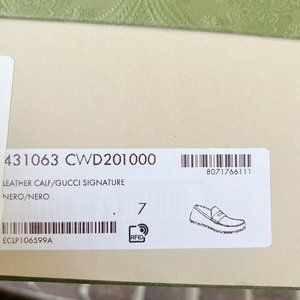 431063 CWD201000
8071766111
LEATHER CALF/GUCCI SIGNATURE
NERO/NERO
. 7
RFID
ECLP106599A